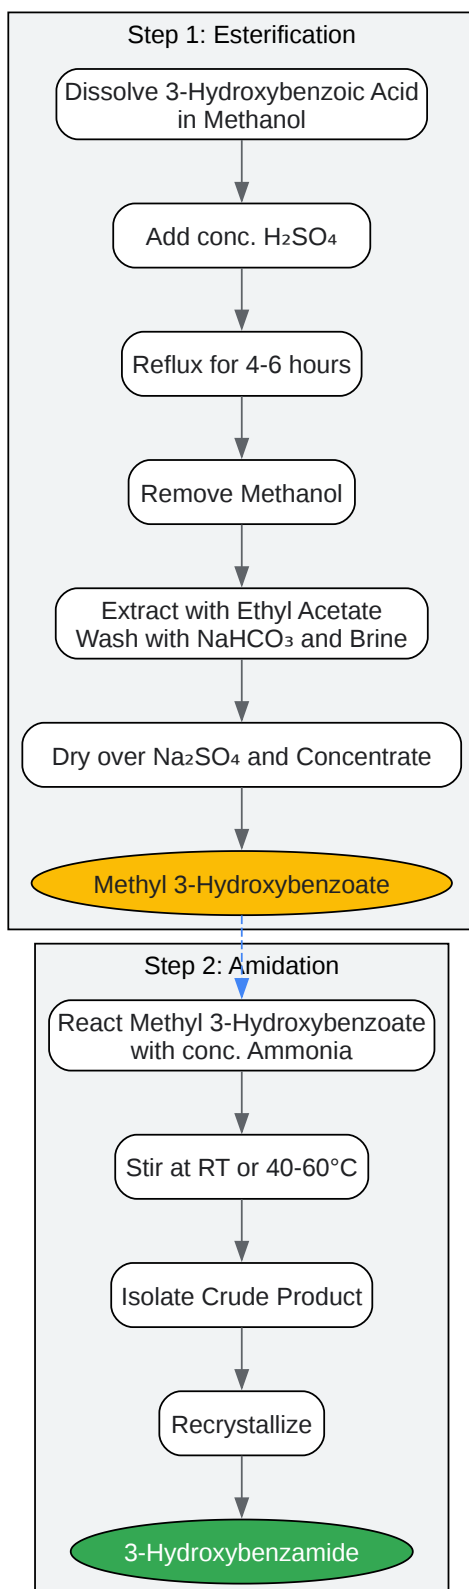 Step 1: Esterification
Dissolve 3-Hydroxybenzoic Acid
in Methanol
Add conc. H₂SO₄
Reflux for 4-6 hours
Remove Methanol
Extract with Ethyl Acetate
Wash with NaHCO₃ and Brine
Dry over Na₂SO₄ and Concentrate
Methyl 3-Hydroxybenzoate
Step 2: Amidation
React Methyl 3-Hydroxybenzoate
with conc. Ammonia
Stir at RT or 40-60°C
Isolate Crude Product
Recrystallize
3-Hydroxybenzamide